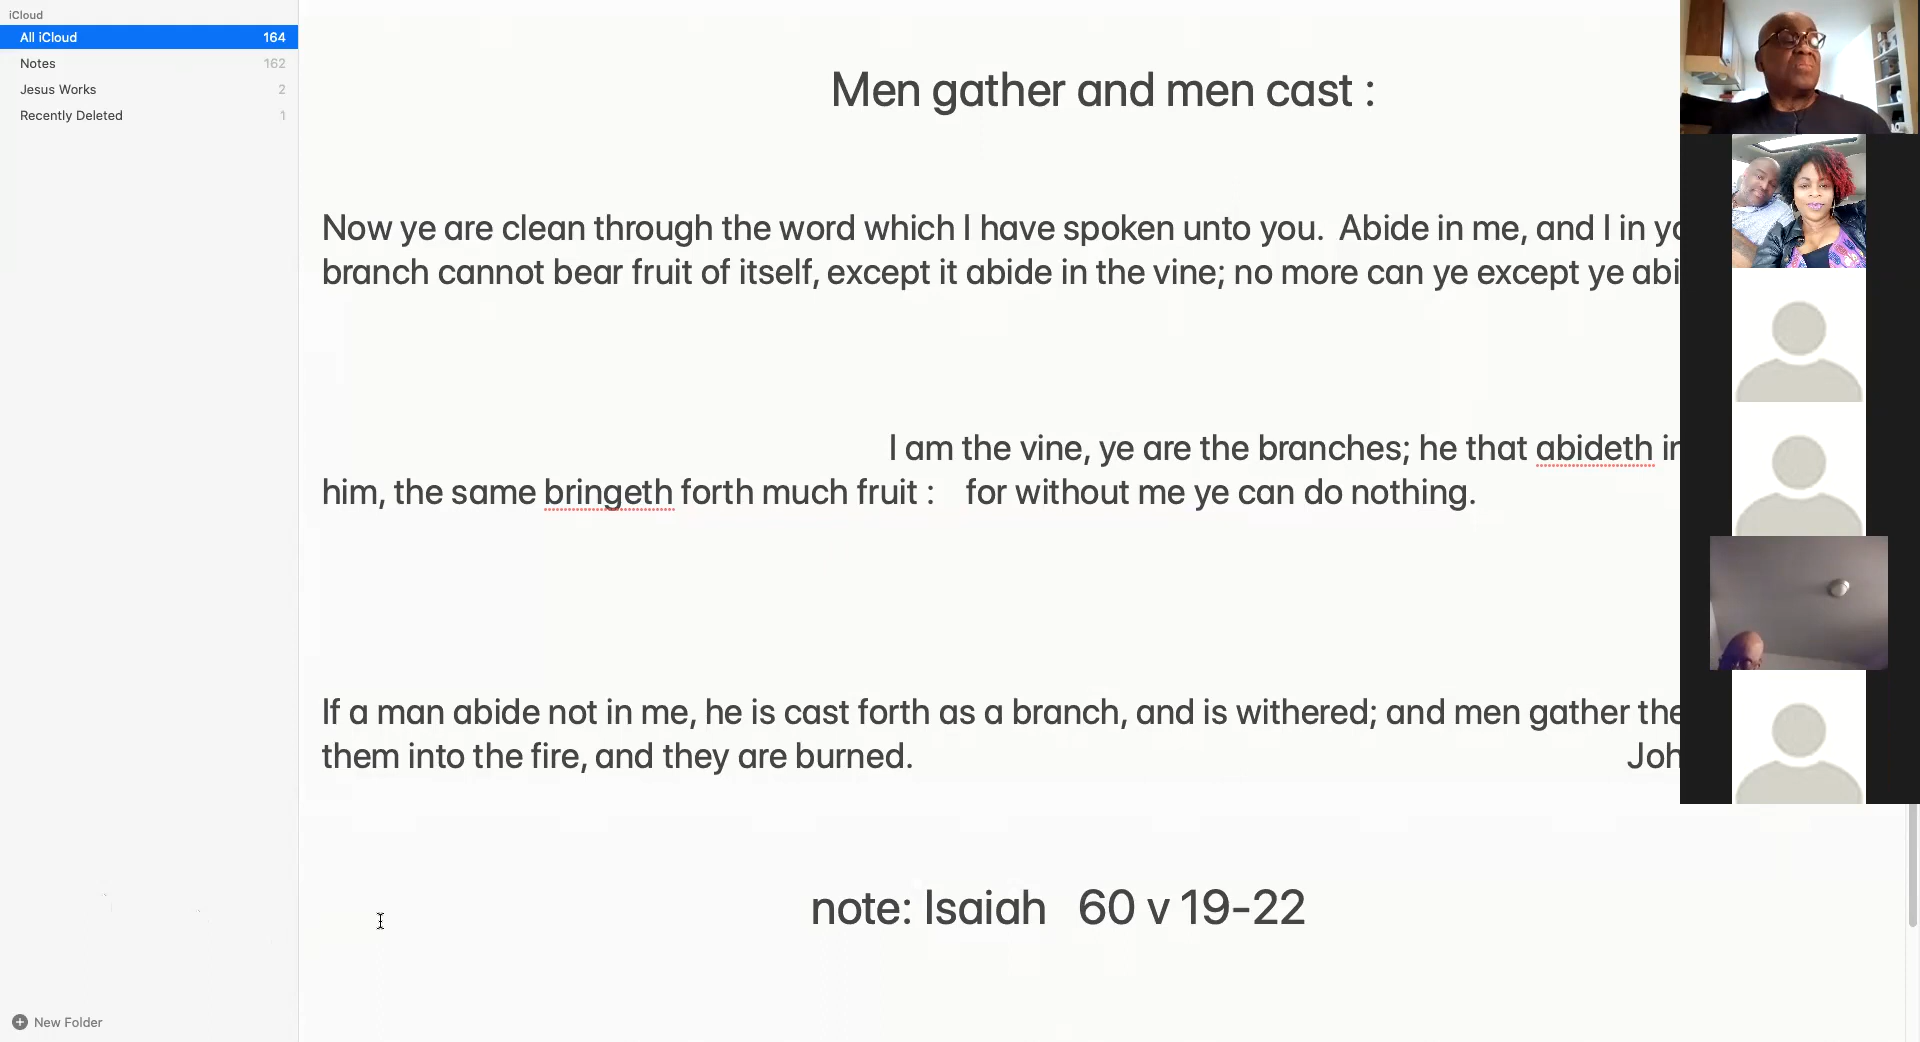 iCloud
All iCloud 164
Notes 162
Jesus Works 2
Recently Deleted 1
New Folder
Men gather and men cast :
Now ye are clean through the word which I have spoken unto you. Abide in me, and I in
branch cannot bear fruit of itself, except it abide in the vine; no more can ye except ye
I am the vine, ye are the branches; he that abideth
him, the same bringeth forth much fruit : for without me ye can do nothing.
If a man abide not in me, he is cast forth as a branch, and is withered; and men gather
them into the fire, and they are burned.
note: Isaiah 60 v 19-22